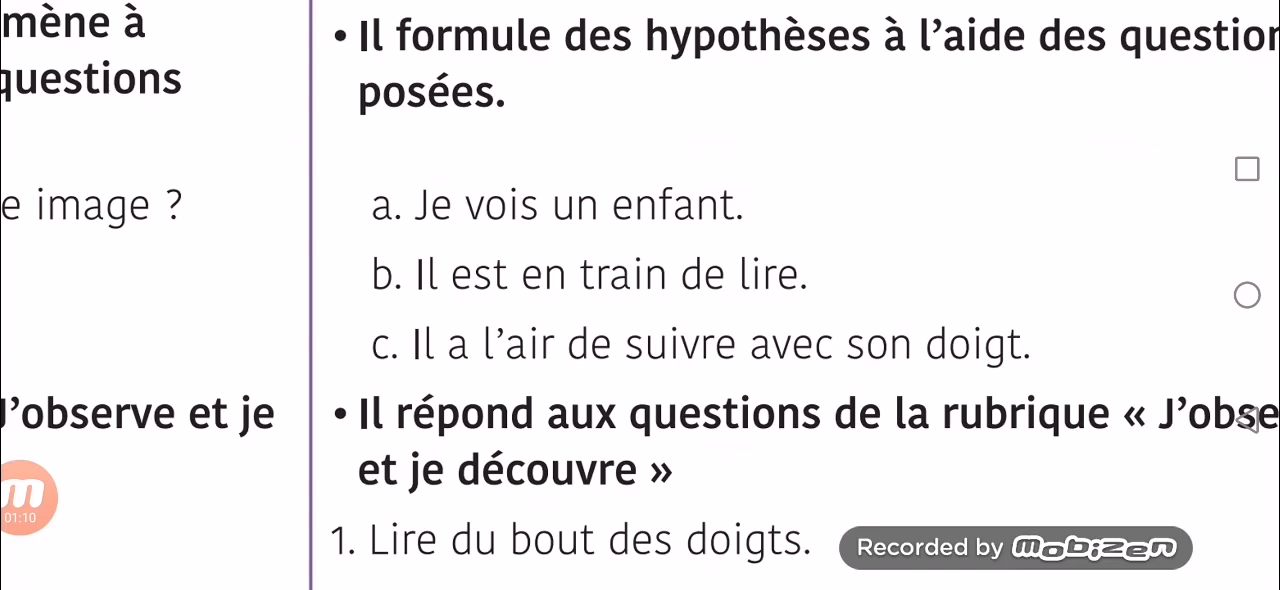 mène à
questions
e image ?
J'observe et je
• Il formule des hypothèses à l'aide des question
posées.
a. Je vois un enfant.
b. Il est en train de lire.
c. Il a l'air de suivre avec son doigt.
• Il répond aux questions de la rubrique « J'obse
et je découvre »
1. Lire du bout des doigts.
01:10
Recorded by Mobizen